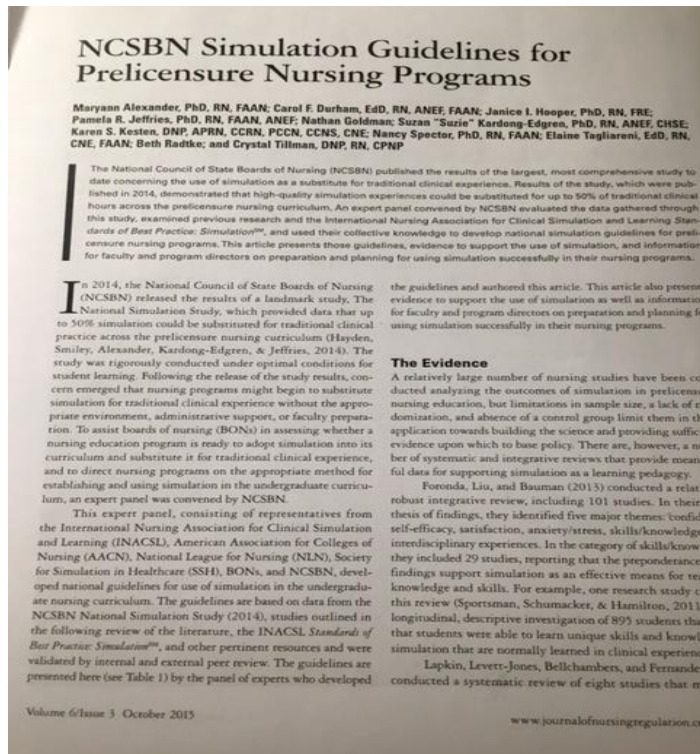 NCSBN Simulation Guidelines for
Prelicensure Nursing Programs
Maryann Alexander, PhD, RN, FAAN; Carol F. Durham, EdD, RN, ANEF, FAAN; Janice I. Hooper, PhD, RN, FRE;
Pamela R. Jeffries, PhD, RN, FAAN, ANEF; Nathan Goldman; Suzan "Suzie" Kardong-Edgren, PhD, RN, ANEF, CHSE;
Karen S. Kesten, DNP, APRN, CCRN, PCCN, CCNS, CNE; Nancy Spector, PhD, RN, FAAN; Elaine Tagliareni, EdD, RN,
CNE, FAAN; Beth Radtke; and Crystal Tillman, DNP, RN, CPNP
The National Council of State Boards of Nursing (NCSBN) published the results of the largest, most comprehensive study to
date concerning the use of simulation as a substitute for traditional clinical experience. Results of the study, which were pub-
lished in 2014, demonstrated that high-quality simulation experiences could be substituted for up to 50% of traditional clinical
hours across the prelicensure nursing curriculum. An expert panel convened by NCSBN evaluated the data gathered through
this study, examined previous research and the International Nursing Association for Clinical Simulation and Learning Stan-
dards of Best Practice: Simulation℠, and used their collective knowledge to develop national simulation guidelines for preli-
censure nursing programs. This article presents those guidelines, evidence to support the use of simulation, and information
for faculty and program directors on preparation and planning for using simulation successfully in their nursing programs.
In 2014, the National Council of State Boards of Nursing
(NCSBN) released the results of a landmark study, The
National Simulation Study, which provided data that up
to 50% simulation could be substituted for traditional clinical
practice across the prelicensure nursing curriculum (Hayden,
Smiley, Alexander, Kardong-Edgren, & Jeffries, 2014). The
study was rigorously conducted under optimal conditions for
student learning. Following the release of the study results, con-
cern emerged that nursing programs might begin to substitute
simulation for traditional clinical experience without the appro-
priate environment, administrative support, or faculty prepara-
tion. To assist boards of nursing (BONs) in assessing whether a
nursing education program is ready to adopt simulation into its
curriculum and substitute it for traditional clinical experience,
and to direct nursing programs on the appropriate method for
establishing and using simulation in the undergraduate curricu-
lum, an expert panel was convened by NCSBN.
This expert panel, consisting of representatives from
the International Nursing Association for Clinical Simulation
and Learning (INACSL), American Association for Colleges of
Nursing (AACN), National League for Nursing (NLN), Society
for Simulation in Healthcare (SSH), BONs, and NCSBN, devel-
oped national guidelines for use of simulation in the undergradu-
ate nursing curriculum. The guidelines are based on data from the
NCSBN National Simulation Study (2014), studies outlined in
the following review of the literature, the INACSL Standards of
Best Practice: Simulation℠, and other pertinent resources and were
validated by internal and external peer review. The guidelines are
presented here (see Table 1) by the panel of experts who developed
the guidelines and authored this article. This article also present
evidence to support the use of simulation as well as informat
for faculty and program directors on preparation and planning f
using simulation successfully in their nursing programs.
The Evidence
A relatively large number of nursing studies have been co
ducted analyzing the outcomes of simulation in prelicens
nursing education, but limitations in sample size, a lack of r
domization, and absence of a control group limit them in th
application towards building the science and providing suffic
evidence upon which to base policy. There are, however, a n
ber of systematic and integrative reviews that provide mean
ful data for supporting simulation as a learning pedagogy.
Foronda, Liu, and Bauman (2013) conducted a relat
robust integrative review, including 101 studies. In their
thesis of findings, they identified five major themes: confid
self-efficacy, satisfaction, anxiety/stress, skills/knowledge
interdisciplinary experiences. In the category of skills/know
they included 29 studies, reporting that the preponderance
findings support simulation as an effective means for te
knowledge and skills. For example, one research study
this review (Sportsman, Schumacker, & Hamilton, 2011
longitudinal, descriptive investigation of 895 students tha
that students were able to learn unique skills and know
simulation that are normally learned in clinical experienc
Lapkin, Levett-Jones, Bellchambers, and Fernande
conducted a systematic review of eight studies that m
Volume 6/Issue 3 October 2015
www.journalofnursingregulation.c